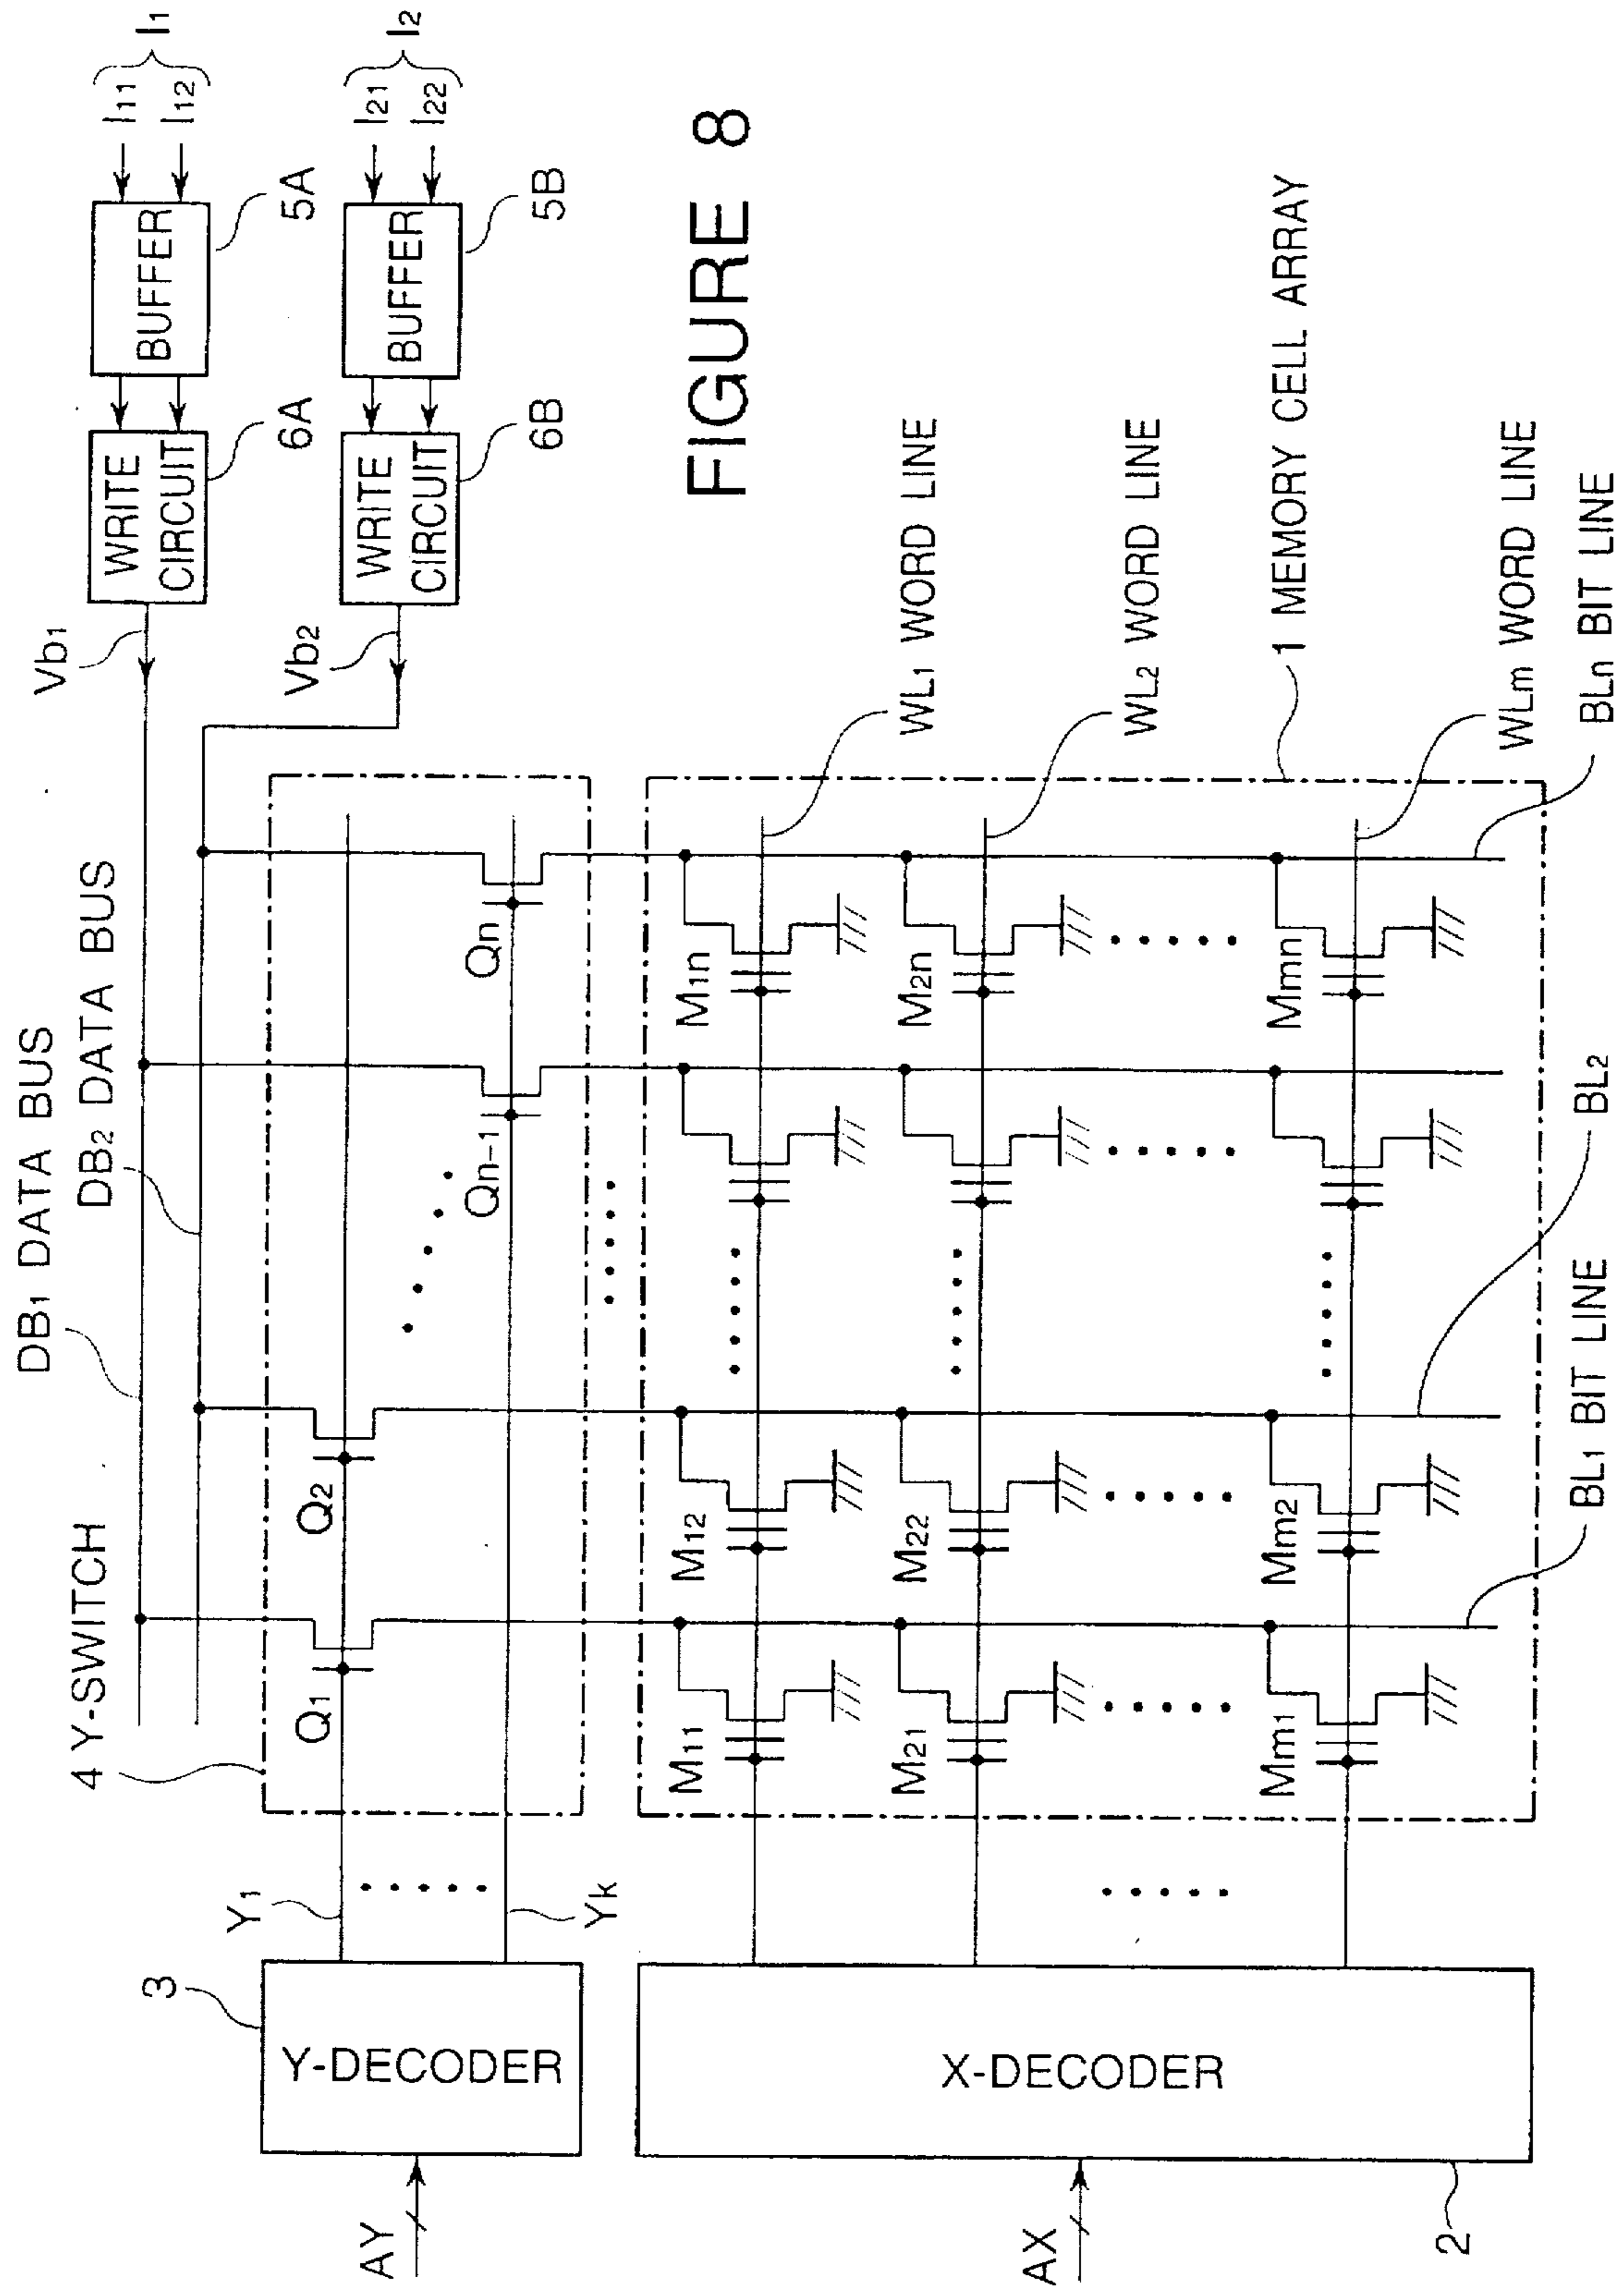 FIGURE 8
DB1 DATA BUS
DB2 DATA BUS
Vb1
Vb2
WRITE
CIRCUIT
6A
BUFFER
5A
I11
I12
I1
WRITE
CIRCUIT
6B
BUFFER
5B
I21
I22
I2
4 Y-SWITCH
Q1
Q2
Qn-1
Qn
3
Y-DECODER
AY
Y1
Yk
X-DECODER
2
AX
M11
M12
M1n
WL1 WORD LINE
M21
M22
M2n
WL2 WORD LINE
1 MEMORY CELL ARRAY
Mm1
Mm2
Mmn
WLm WORD LINE
BL1 BIT LINE
BL2
BLn BIT LINE